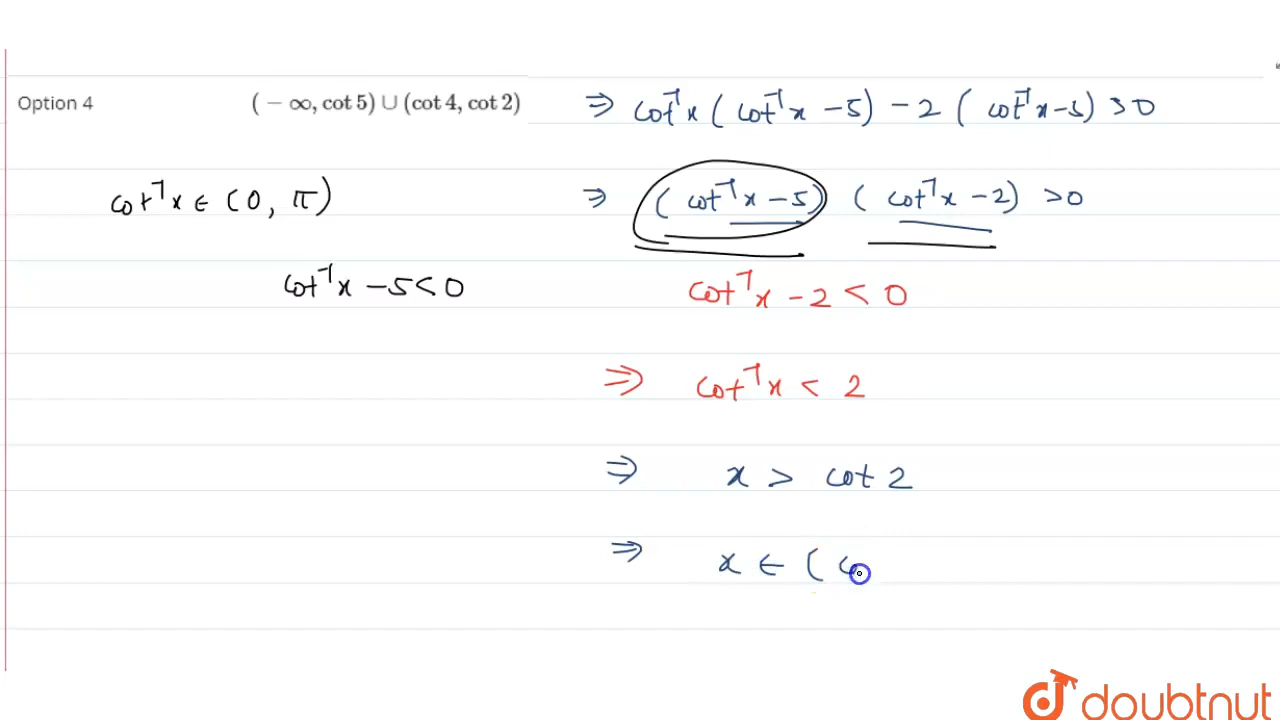 Option 4 (−∞, cot 5) ∪ (cot 4, cot 2)
⇒ cot⁻¹x ( cot⁻¹x − 5) − 2 ( cot⁻¹x − 5) > 0
cot⁻¹x ∈ (0, π)
⇒ ( cot⁻¹x − 5) ( cot⁻¹x − 2) > 0
cot⁻¹x − 5 < 0
cot⁻¹x − 2 < 0
⇒ cot⁻¹x < 2
⇒ x > cot 2
⇒ x ∈ ( co
doubtnut